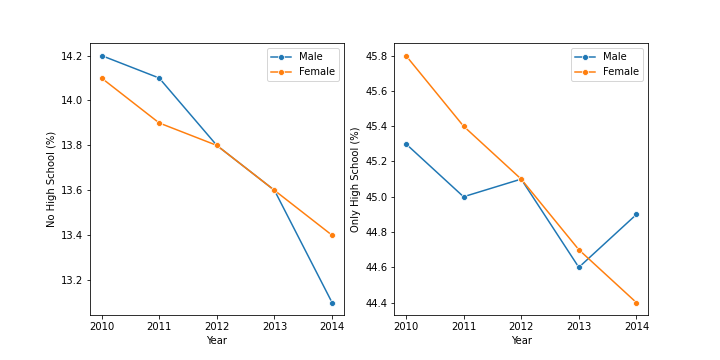 No High School (%)
14.2
14.0
13.8
13.6
13.4
13.2
2010 2011 2012 2013 2014
Year
Male
Female
Only High School (%)
45.8
45.6
45.4
45.2
45.0
44.8
44.6
44.4
2010 2011 2012 2013 2014
Year
Male
Female